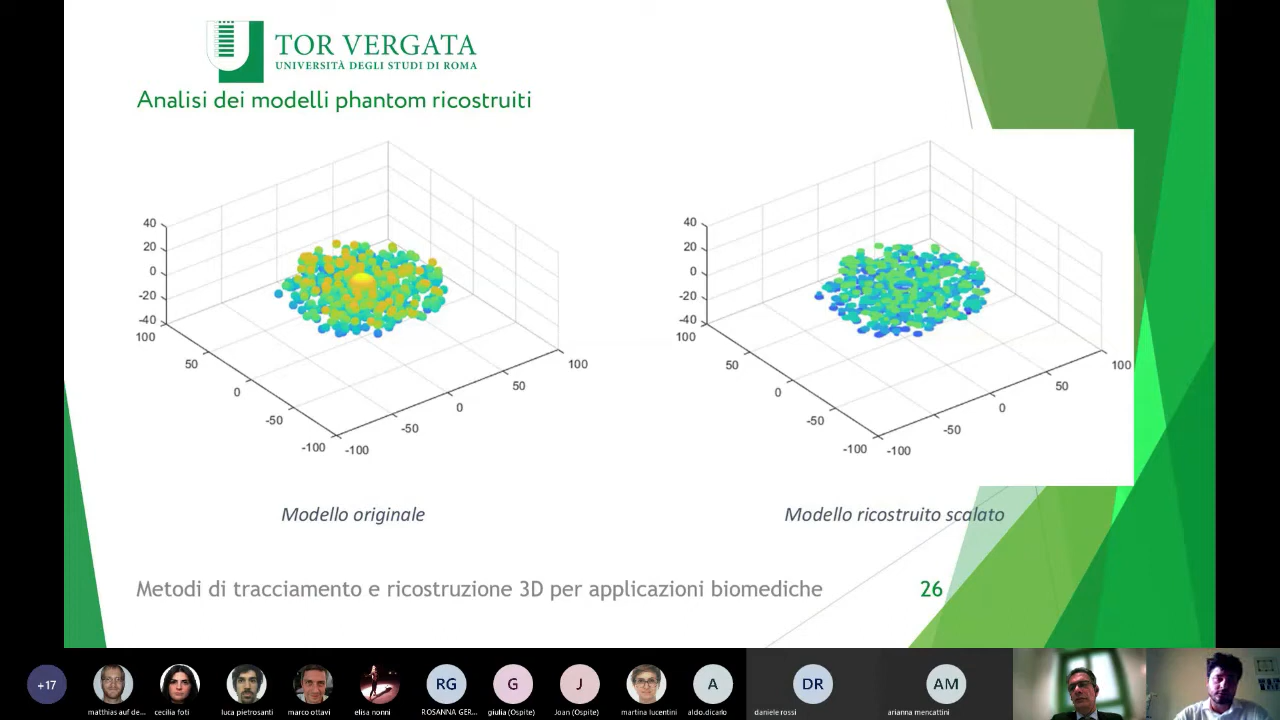 TOR VERGATA
UNIVERSITÀ DEGLI STUDI DI ROMA
Analisi dei modelli phantom ricostruiti
40
20
0
-20
-40
100
50
0
-50
-100
-100
-50
0
50
100
40
20
0
-20
-40
100
50
0
-50
-100
-100
-50
0
50
100
Modello originale
Modello ricostruito scalato
Metodi di tracciamento e ricostruzione 3D per applicazioni biomediche
26
+17
matthias auf de...
cecilia foti
luca pietrosanti
marco ottavi
elisa nonni
RG
ROSANNA GER...
G
giulia (Ospite)
J
Joan (Ospite)
martina lucentini
A
aldo.dicarlo
DR
daniele rossi
AM
arianna mencattini